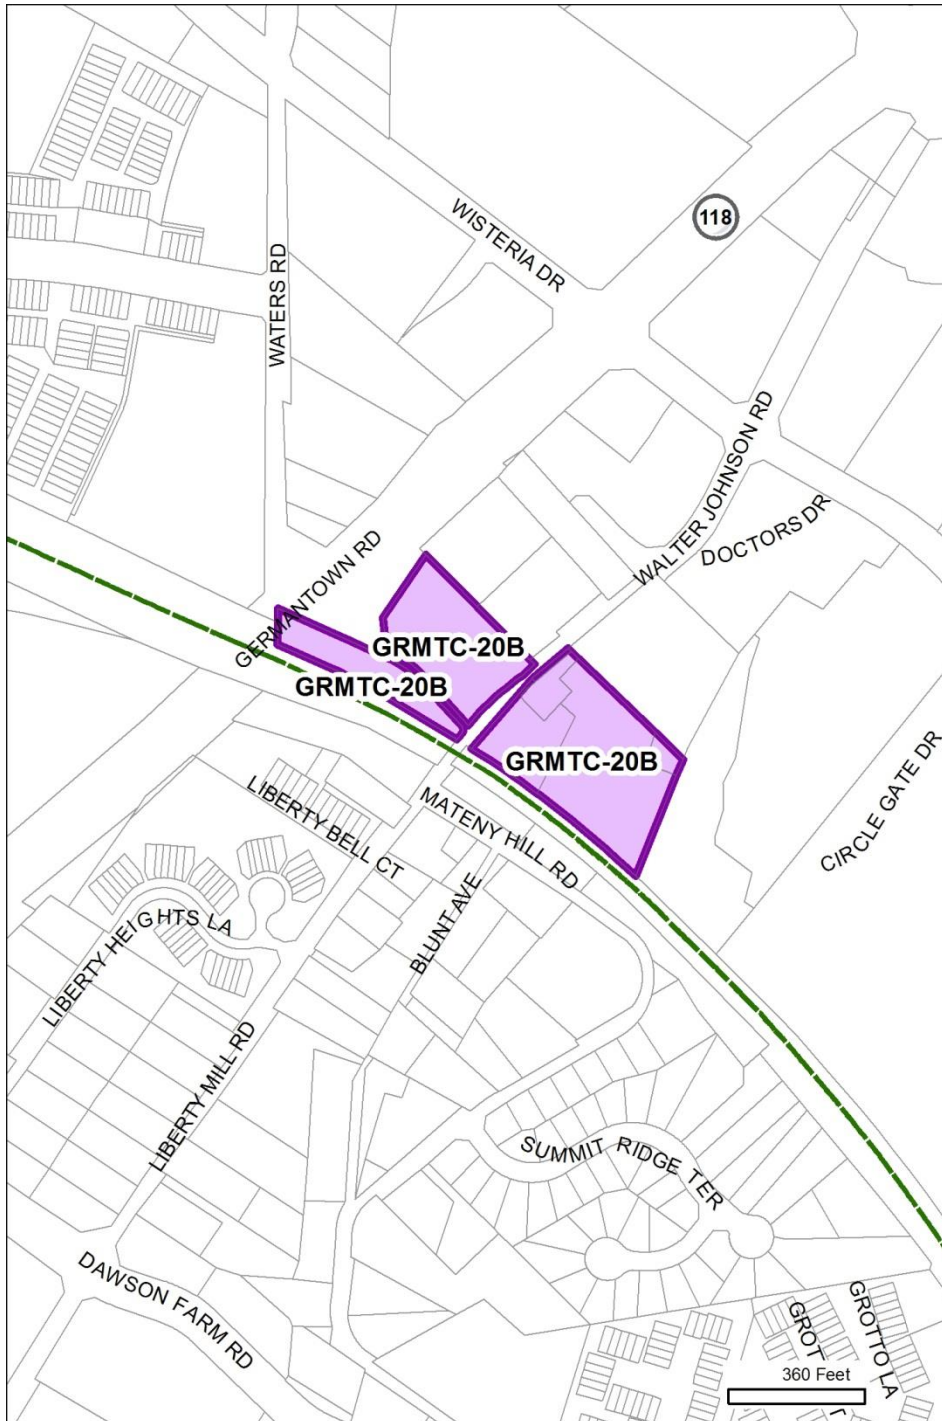 WISTERIA DR
118
WATERS RD
WALTER JOHNSON RD
DOCTORS DR
GERMANTOWN RD
GRMTC-20B
GRMTC-20B
GRMTC-20B
CIRCLE GATE DR
LIBERTY BELL CT
MATENY HILL RD
BLUNT AVE
LIBERTY HEIGHTS LA
LIBERTY MILL RD
SUMMIT RIDGE TER
DAWSON FARM RD
GROTTO LA
360 Feet